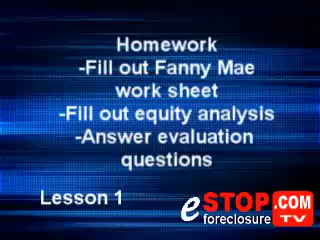 Homework
-Fill out Fanny Mae
work sheet
-Fill out equity analysis
-Answer evaluation
questions
Lesson 1
eSTOP.COM
foreclosure TV